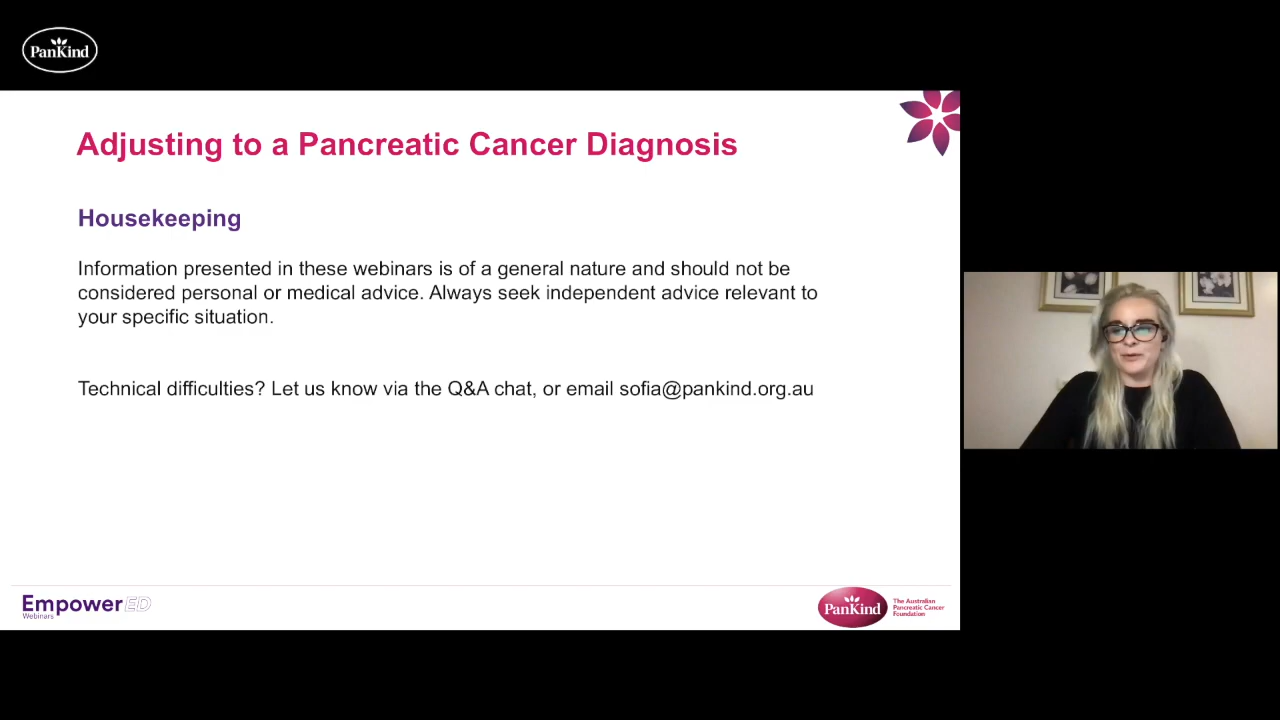 PanKind
Adjusting to a Pancreatic Cancer Diagnosis
Housekeeping
Information presented in these webinars is of a general nature and should not be
considered personal or medical advice. Always seek independent advice relevant to
your specific situation.
Technical difficulties? Let us know via the Q&A chat, or email sofia@pankind.org.au
EmpowerED
Webinars
PanKind
The Australian
Pancreatic Cancer
Foundation